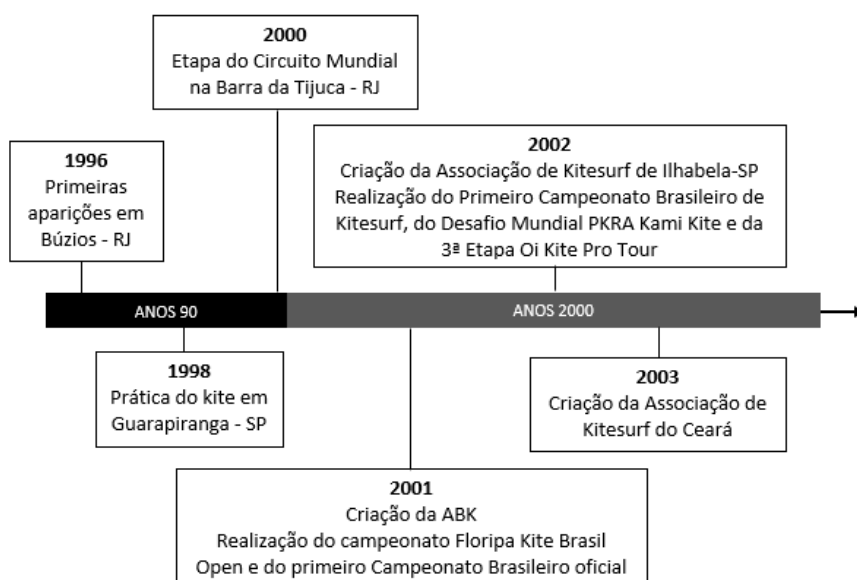 2000
Etapa do Circuito Mundial
na Barra da Tijuca - RJ
1996
Primeiras
aparições em
Búzios - RJ
2002
Criação da Associação de Kitesurf de Ilhabela-SP
Realização do Primeiro Campeonato Brasileiro de
Kitesurf, do Desafio Mundial PKRA Kami Kite e da
3ª Etapa Oi Kite Pro Tour
ANOS 90
ANOS 2000
1998
Prática do kite em
Guarapiranga - SP
2003
Criação da Associação de
Kitesurf do Ceará
2001
Criação da ABK
Realização do campeonato Floripa Kite Brasil
Open e do primeiro Campeonato Brasileiro oficial